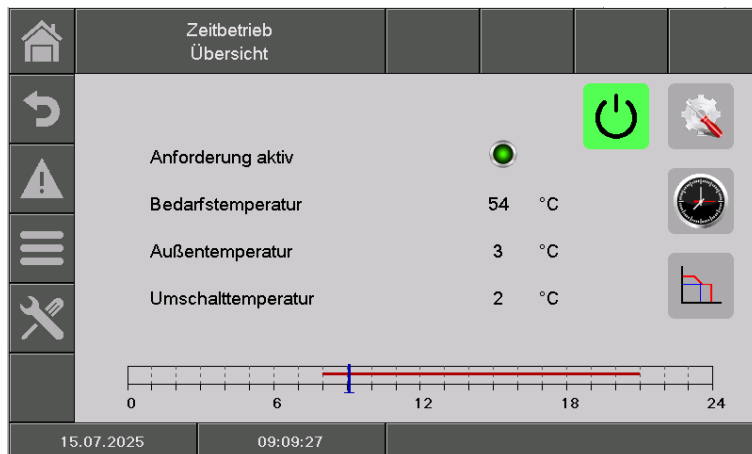 Zeitbetrieb
Übersicht
Anforderung aktiv
Bedarfstemperatur 54 °C
Außentemperatur 3 °C
Umschalttemperatur 2 °C
0 6 12 18 24
15.07.2025 09:09:27